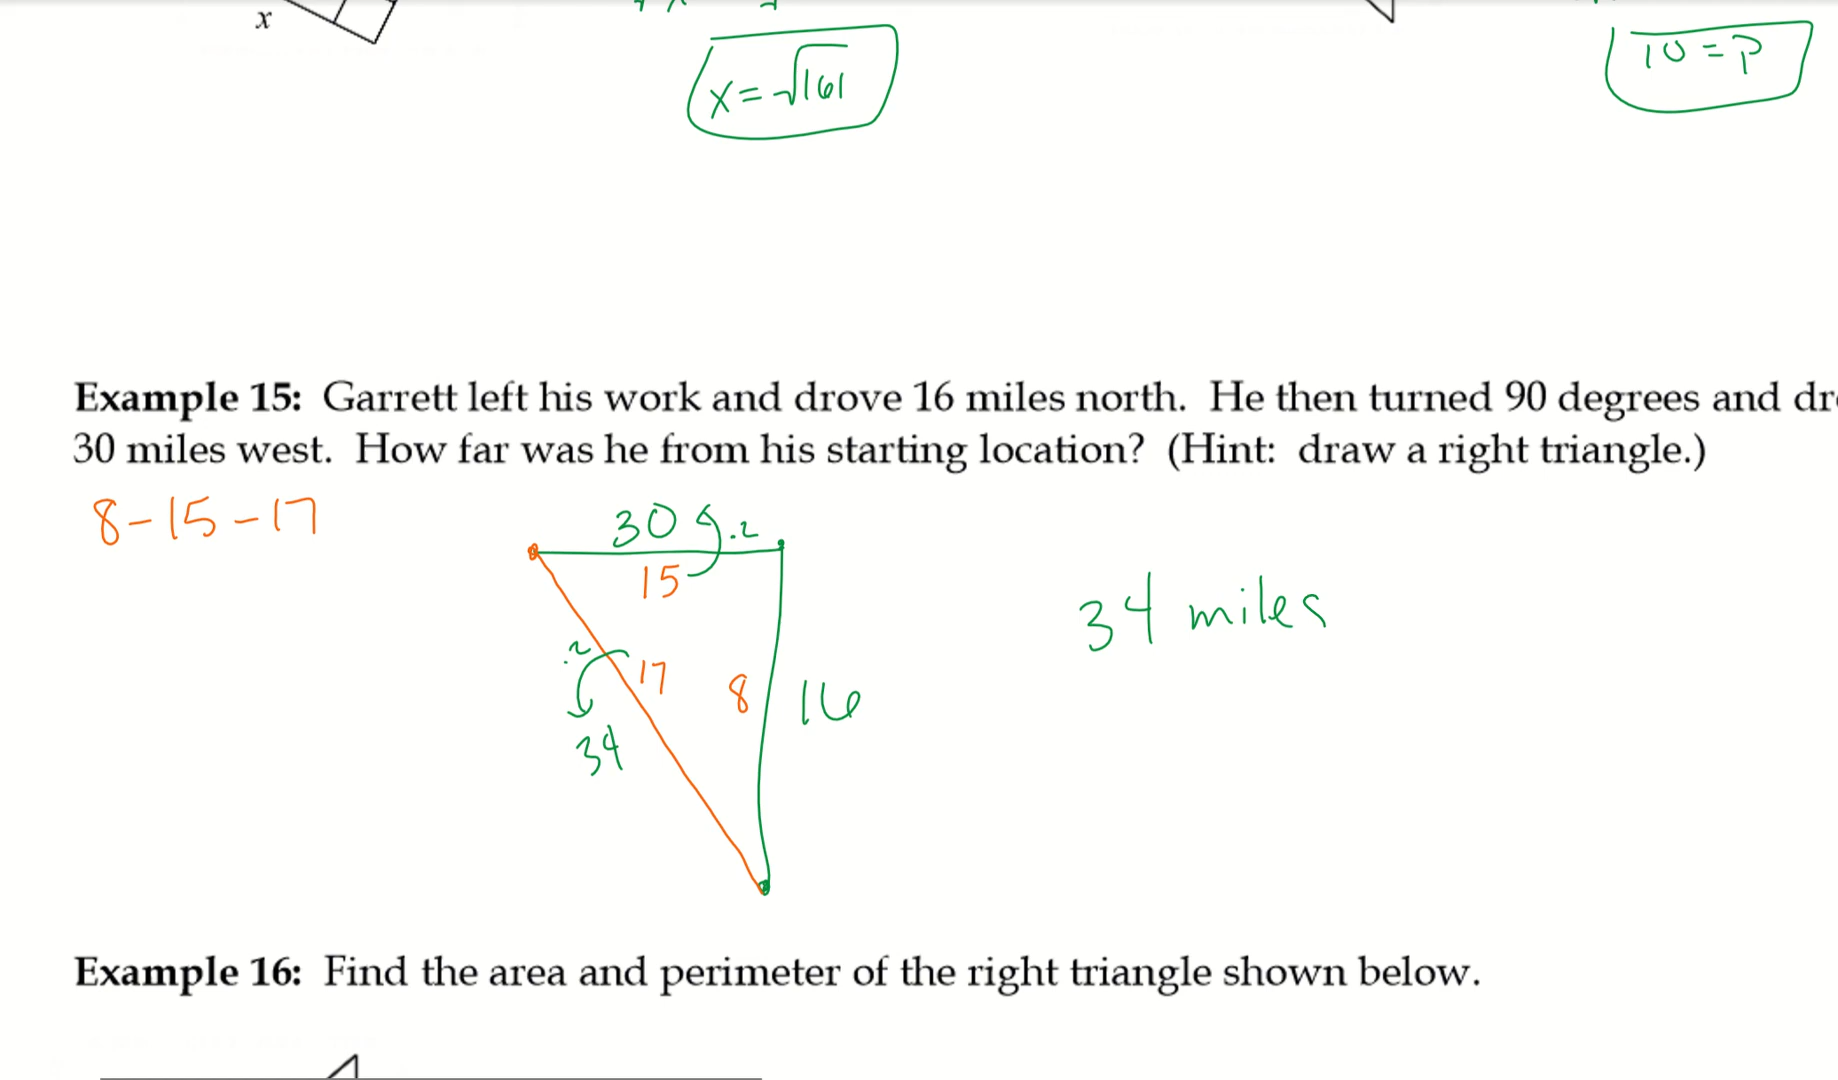 x
x = √161
10 = p
Example 15: Garrett left his work and drove 16 miles north. He then turned 90 degrees and dr
30 miles west. How far was he from his starting location? (Hint: draw a right triangle.)
8-15-17
30 .2
15
34 miles
.2
17 8 16
34
Example 16: Find the area and perimeter of the right triangle shown below.